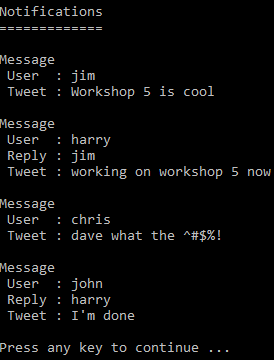 Notifications
=============
Message
User : jim
Tweet : Workshop 5 is cool
Message
User : harry
Reply : jim
Tweet : working on workshop 5 now
Message
User : chris
Tweet : dave what the ^#$%!
Message
User : john
Reply : harry
Tweet : I'm done
Press any key to continue ...